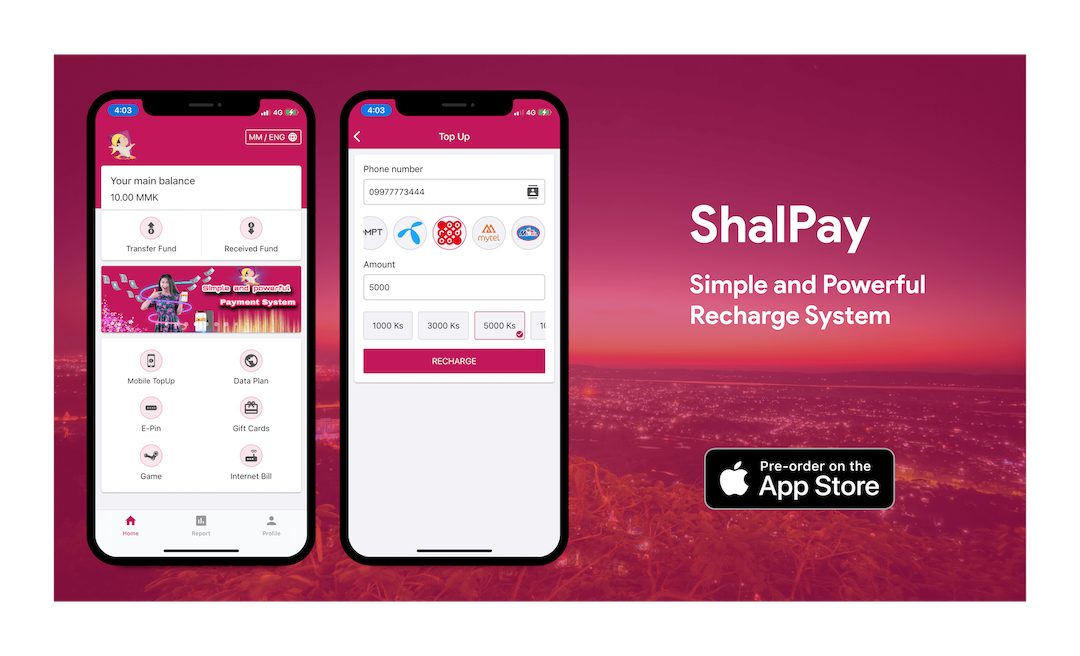 4:03
4G
MM / ENG
Your main balance
10.00 MMK
Transfer Fund
Received Fund
Simple and powerful
Payment System
Mobile TopUp
Data Plan
E-Pin
Gift Cards
Game
Internet Bill
Home
Report
Profile
4:03
4G
Top Up
Phone number
09977773444
MPT
mytel
Amount
5000
1000 Ks
3000 Ks
5000 Ks
RECHARGE
ShalPay
Simple and Powerful
Recharge System
Pre-order on the
App Store